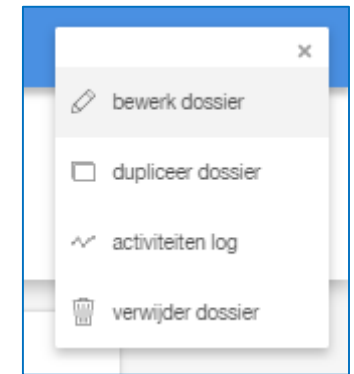 bewerk dossier
dupliceer dossier
activiteiten log
verwijder dossier